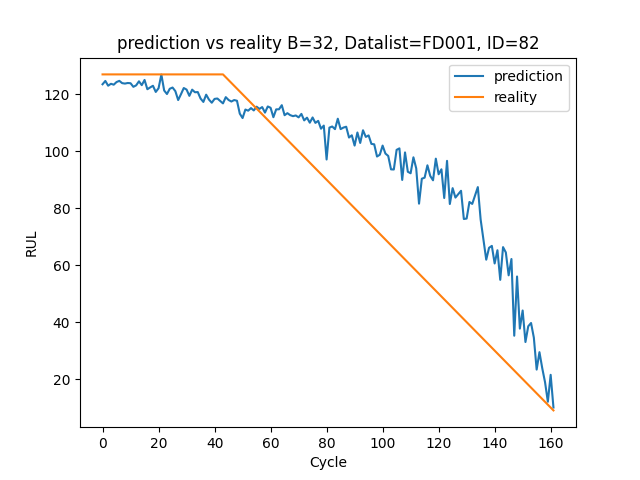 prediction vs reality B=32, Datalist=FD001, ID=82
prediction
reality
120
100
80
60
40
20
RUL
0 20 40 60 80 100 120 140 160
Cycle